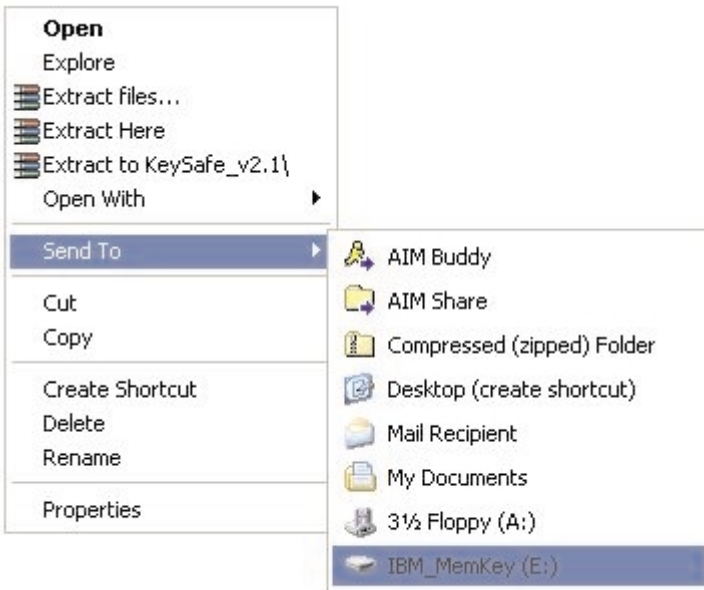 Open
Explore
Extract files...
Extract Here
Extract to KeySafe_v2.1\
Open With
Send To
Cut
Copy
Create Shortcut
Delete
Rename
Properties
AIM Buddy
AIM Share
Compressed (zipped) Folder
Desktop (create shortcut)
Mail Recipient
My Documents
3½ Floppy (A:)
IBM_MemKey (E:)